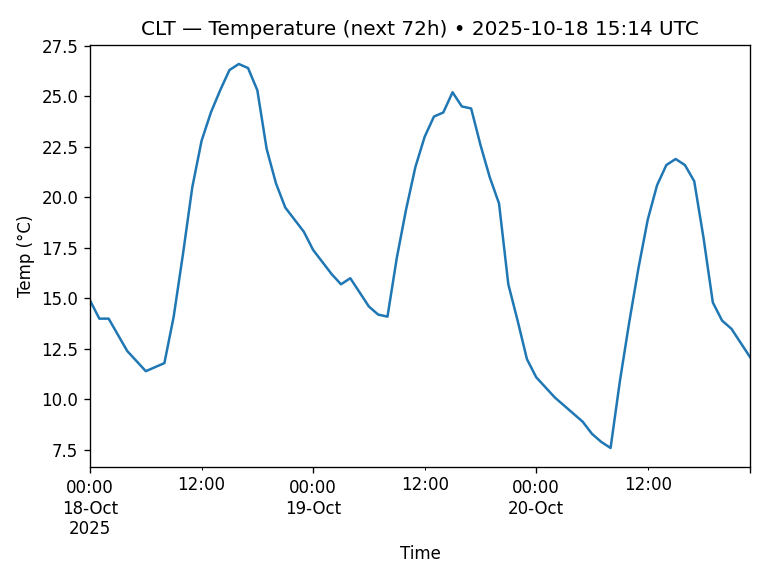 CLT — Temperature (next 72h) • 2025-10-18 15:14 UTC
27.5
25.0
22.5
20.0
17.5
15.0
12.5
10.0
7.5
Temp (°C)
00:00 12:00 00:00 12:00 00:00 12:00
18-Oct 19-Oct 20-Oct
2025
Time